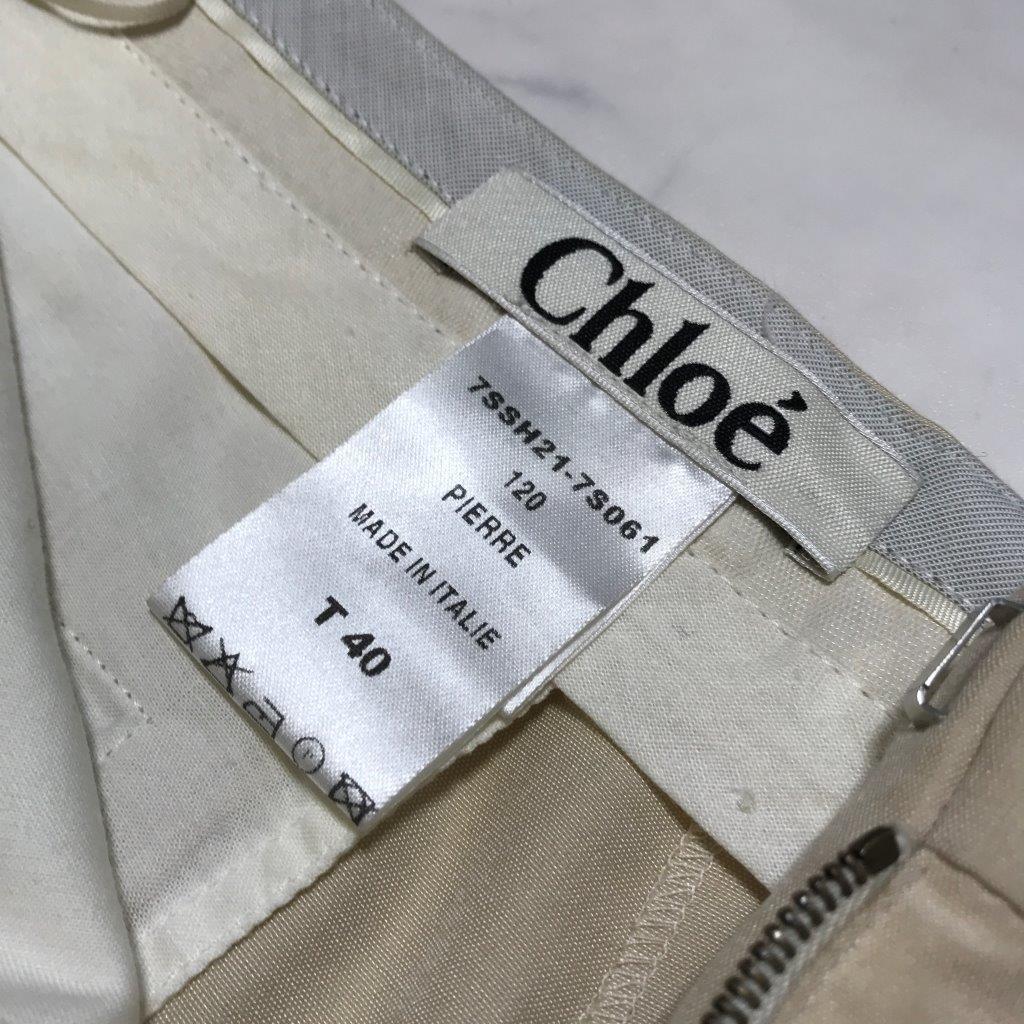 Chloé
7SSH21-7S061
120
PIERRE
MADE IN ITALIE
T 40